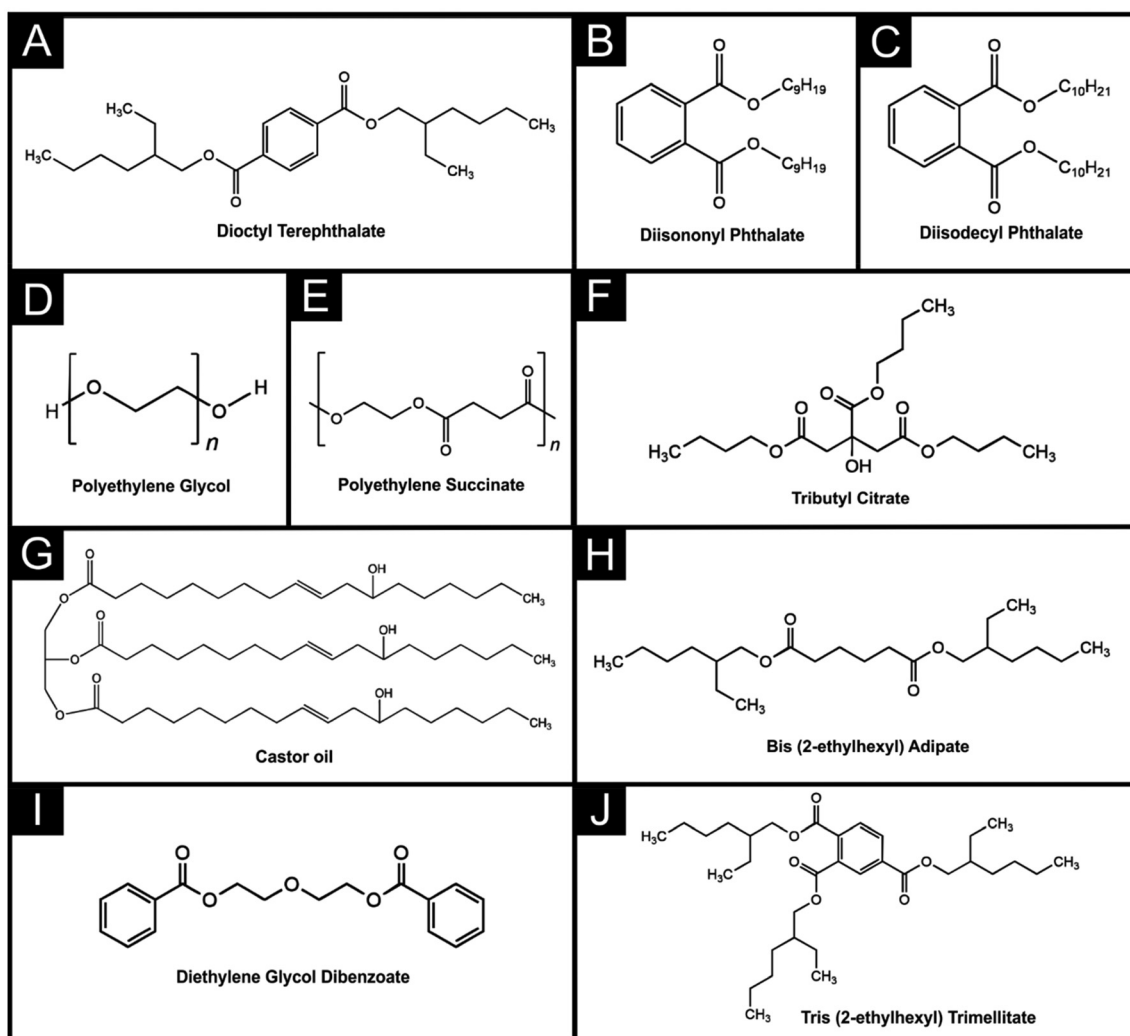 A
O
H₃C
O
CH₃
H₃C
O
CH₃
O
Dioctyl Terephthalate
B
O
O
C₉H₁₉
O
C₉H₁₉
O
Diisononyl Phthalate
C
O
O
C₁₀H₂₁
O
C₁₀H₂₁
O
Diisodecyl Phthalate
D
O
H
H
O
n
Polyethylene Glycol
E
O
O
O
O
n
Polyethylene Succinate
F
CH₃
O
O
O
O
H₃C
O
OH
O
CH₃
Tributyl Citrate
G
O
OH
O
CH₃
O
OH
O
CH₃
O
OH
O
CH₃
Castor oil
H
CH₃
O
H₃C
O
O
CH₃
O
CH₃
Bis (2-ethylhexyl) Adipate
I
O
O
O
O
O
Diethylene Glycol Dibenzoate
J
O
H₃C
O
CH₃
H₃C
O
O
CH₃
O
O
CH₃
H₃C
Tris (2-ethylhexyl) Trimellitate